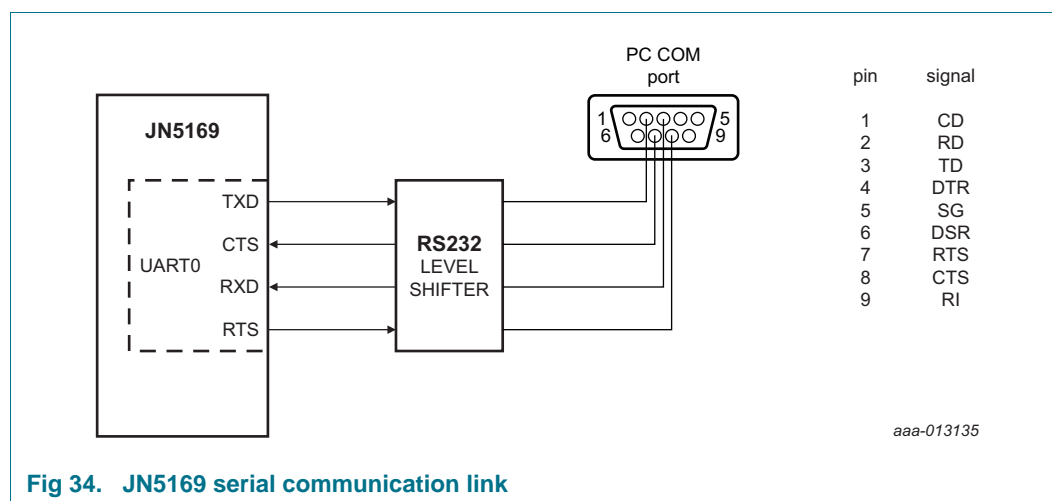 PC COM
port
1 5
6 9
JN5169
UART0
TXD
CTS
RXD
RTS
RS232
LEVEL
SHIFTER
pin signal
1 CD
2 RD
3 TD
4 DTR
5 SG
6 DSR
7 RTS
8 CTS
9 RI
aaa-013135
Fig 34. JN5169 serial communication link